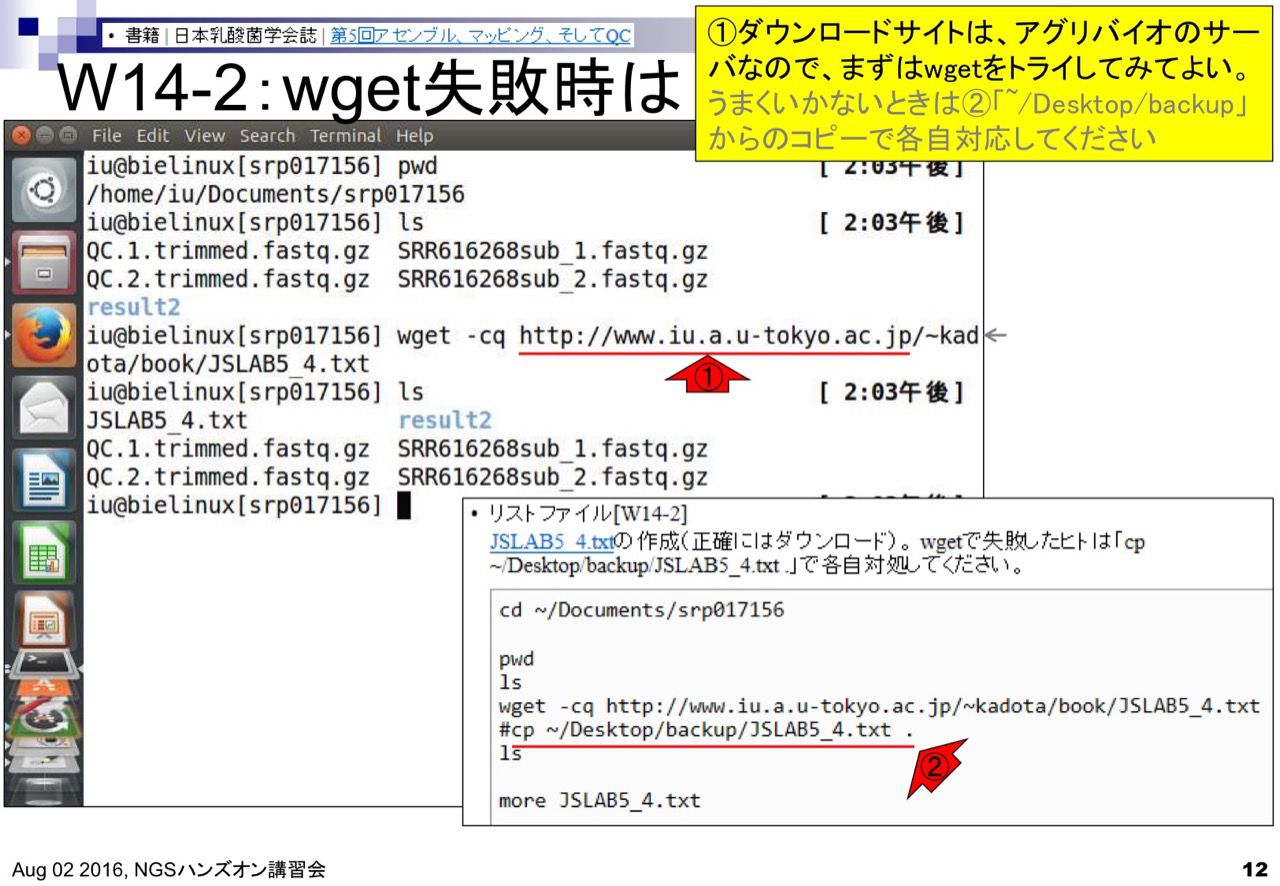 • 書籍 | 日本乳酸菌学会誌 | 第5回アセンブル、マッピング、そしてQC
W14-2：wget失敗時は
①ダウンロードサイトは、アグリバイオのサー
バなので、まずはwgetをトライしてみてよい。
うまくいかないときは②「~/Desktop/backup」
からのコピーで各自対応してください
File Edit View Search Terminal Help
iu@bielinux[srp017156] pwd [ 2:03午後]
/home/iu/Documents/srp017156
iu@bielinux[srp017156] ls [ 2:03午後]
QC.1.trimmed.fastq.gz SRR616268sub_1.fastq.gz
QC.2.trimmed.fastq.gz SRR616268sub_2.fastq.gz
result2
iu@bielinux[srp017156] wget -cq http://www.iu.a.u-tokyo.ac.jp/~kad
ota/book/JSLAB5_4.txt
①
iu@bielinux[srp017156] ls [ 2:03午後]
JSLAB5_4.txt result2
QC.1.trimmed.fastq.gz SRR616268sub_1.fastq.gz
QC.2.trimmed.fastq.gz SRR616268sub_2.fastq.gz
iu@bielinux[srp017156]
• リストファイル[W14-2]
JSLAB5_4.txtの作成(正確にはダウンロード)。wgetで失敗したヒトは「cp
~/Desktop/backup/JSLAB5_4.txt .」で各自対処してください。
cd ~/Documents/srp017156
pwd
ls
wget -cq http://www.iu.a.u-tokyo.ac.jp/~kadota/book/JSLAB5_4.txt
#cp ~/Desktop/backup/JSLAB5_4.txt .
ls
②
more JSLAB5_4.txt
Aug 02 2016, NGSハンズオン講習会
12